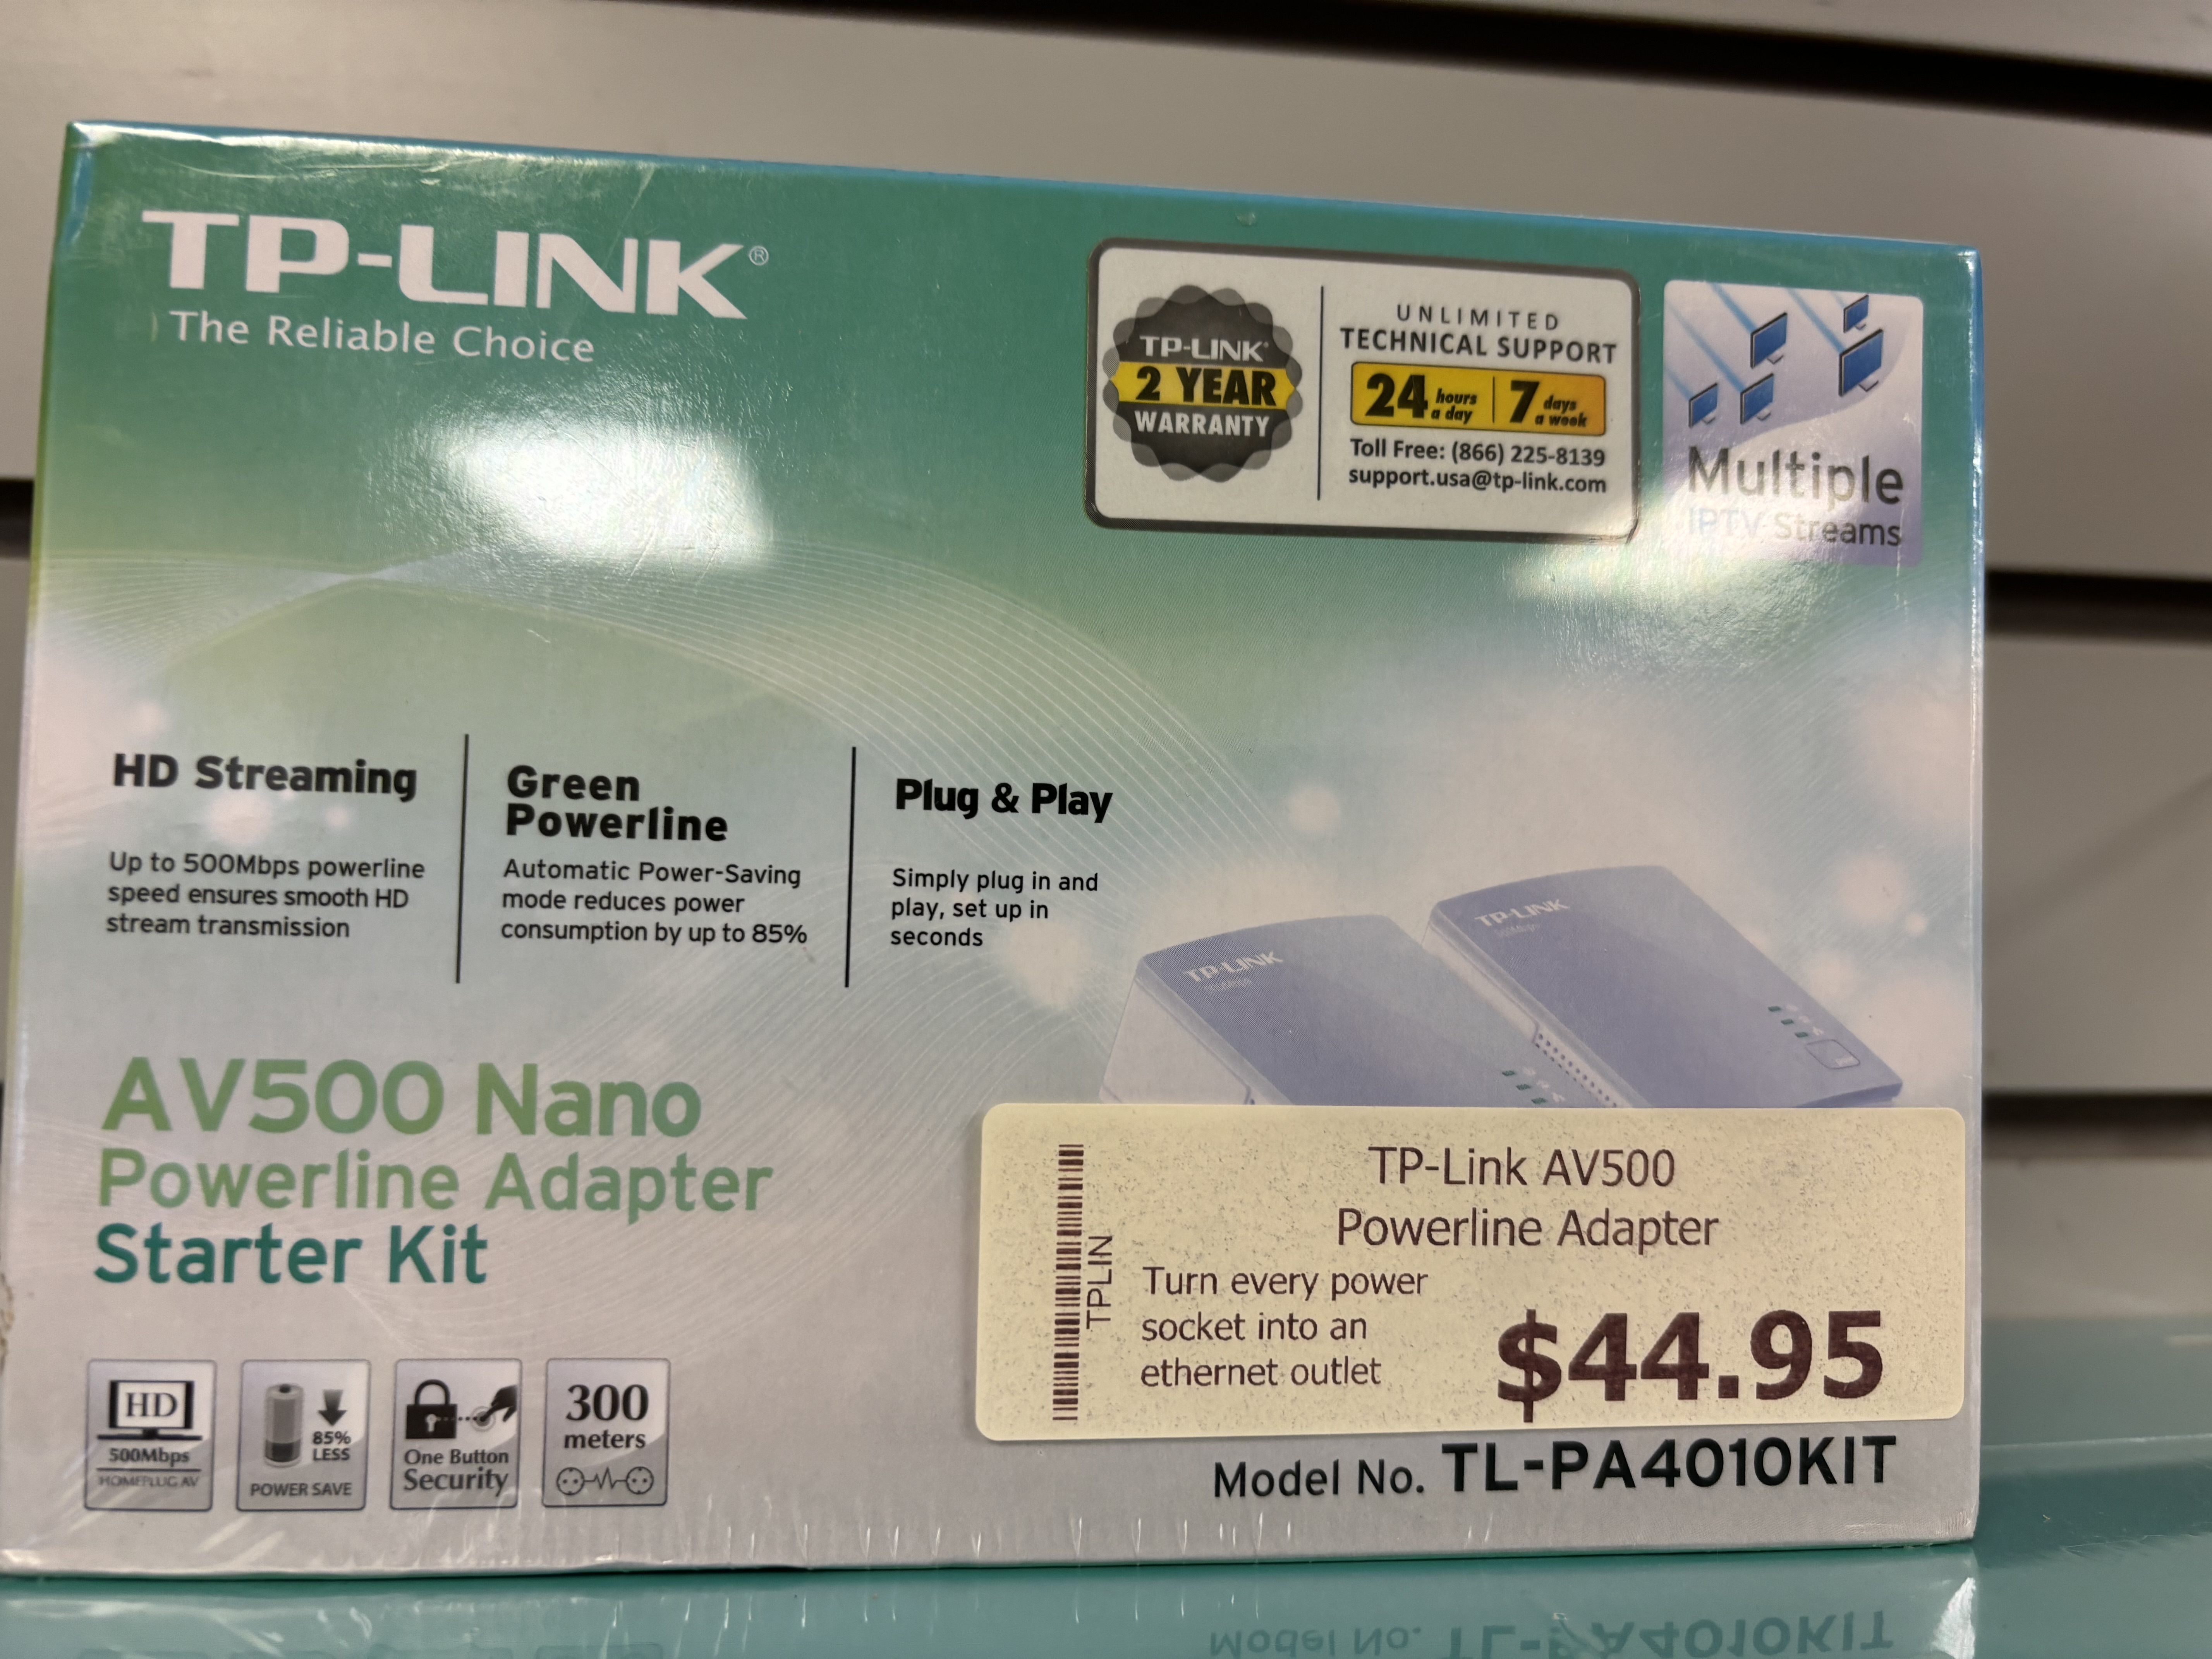 TP-LINK®
The Reliable Choice
TP-LINK
2 YEAR
WARRANTY
UNLIMITED
TECHNICAL SUPPORT
24 hours a day | 7 days a week
Toll Free: (866) 225-8139
support.usa@tp-link.com
Multiple
IPTV Streams
HD Streaming
Up to 500Mbps powerline
speed ensures smooth HD
stream transmission
Green
Powerline
Automatic Power-Saving
mode reduces power
consumption by up to 85%
Plug & Play
Simply plug in and
play, set up in
seconds
TP-LINK
TP-LINK
AV500 Nano
Powerline Adapter
Starter Kit
HD
500Mbps
HOMEPLUG AV
85%
LESS
POWER SAVE
One Button
Security
300
meters
TPLIN
TP-Link AV500
Powerline Adapter
Turn every power
socket into an
ethernet outlet
$44.95
Model No. TL-PA4010KIT
Model No. TL-PA4010KIT